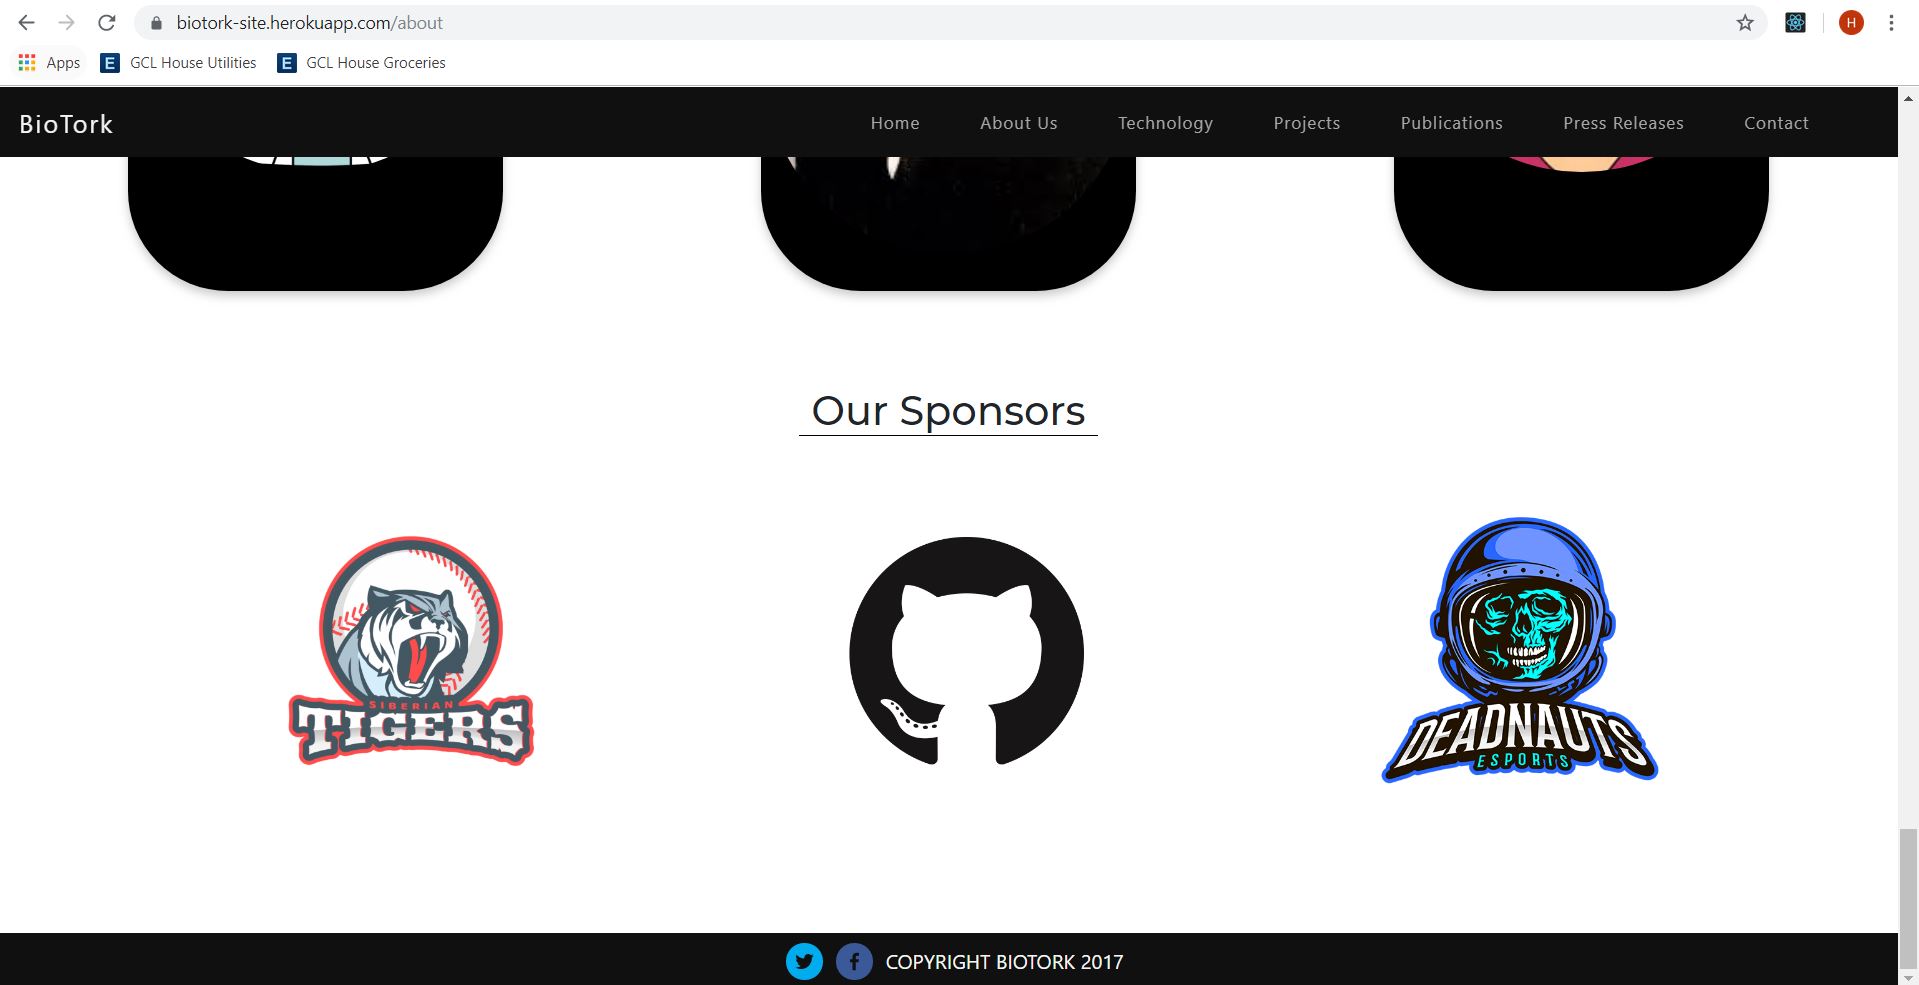 biotork-site.herokuapp.com/about
H
Apps
E GCL House Utilities
E GCL House Groceries
BioTork
Home
About Us
Technology
Projects
Publications
Press Releases
Contact
Our Sponsors
SIBERIAN
TIGERS
DEADNAUTS
ESPORTS
COPYRIGHT BIOTORK 2017